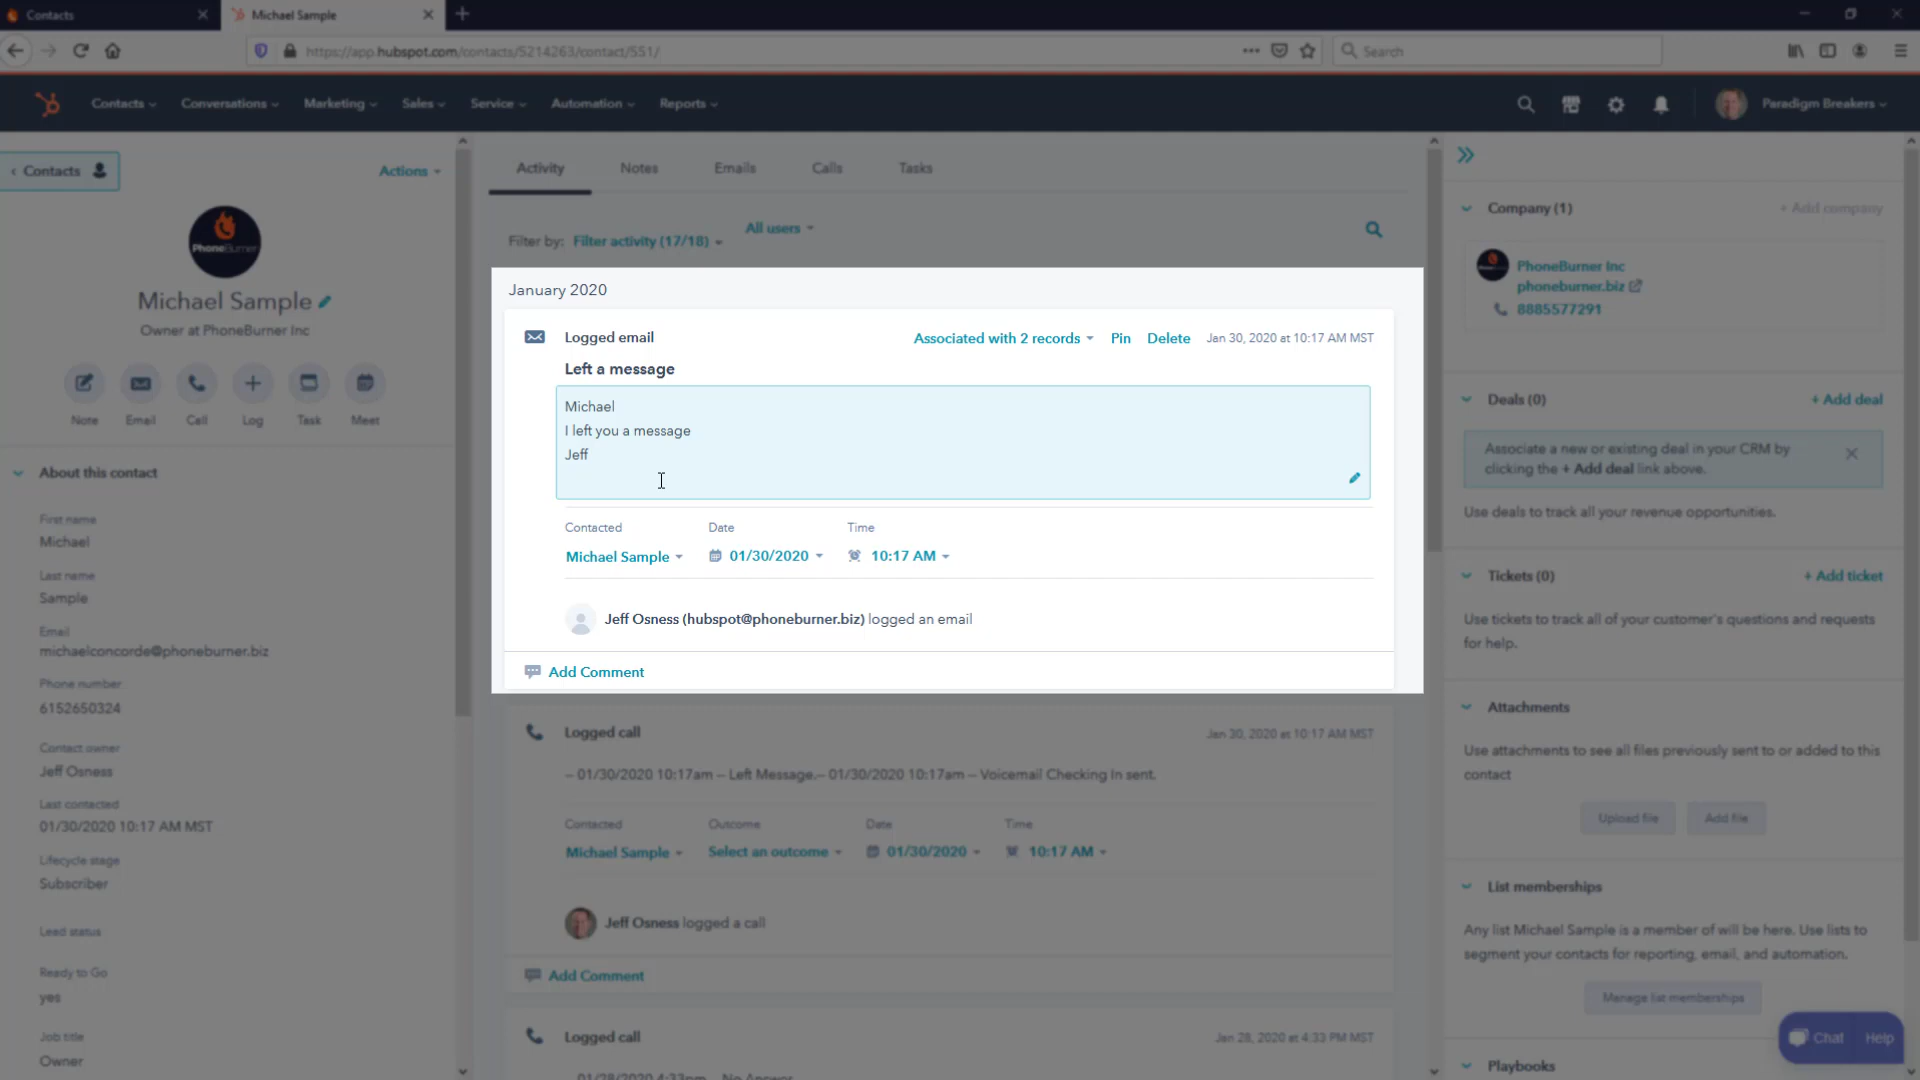 Contacts
Michael Sample
https://app.hubspot.com/contacts/5214263/contact/551/
Search
Contacts
Conversations
Marketing
Sales
Service
Automation
Reports
Paradigm Breakers
Contacts
Actions
PhoneBurner
Michael Sample
Owner at PhoneBurner Inc
Note
Email
Call
Log
Task
Meet
About this contact
First name
Michael
Last name
Sample
Email
michaelconcorde@phoneburner.biz
Phone number
6152650324
Contact owner
Jeff Osness
Last contacted
01/30/2020 10:17 AM MST
Lifecycle stage
Subscriber
Lead status
Ready to Go
yes
Job title
Owner
Activity
Notes
Emails
Calls
Tasks
Filter by: Filter activity (17/18)
All users
January 2020
Logged email
Associated with 2 records
Pin
Delete
Jan 30, 2020 at 10:17 AM MST
Left a message
Michael
I left you a message
Jeff
Contacted
Date
Time
Michael Sample
01/30/2020
10:17 AM
Jeff Osness (hubspot@phoneburner.biz) logged an email
Add Comment
Logged call
Jan 30, 2020 at 10:17 AM MST
-- 01/30/2020 10:17am -- Left Message.-- 01/30/2020 10:17am -- Voicemail Checking In sent.
Contacted
Outcome
Date
Time
Michael Sample
Select an outcome
01/30/2020
10:17 AM
Jeff Osness logged a call
Add Comment
Logged call
Jan 28, 2020 at 4:33 PM MST
01/28/2020 4:33pm -- No Answer
Company (1)
+ Add company
PhoneBurner Inc
phoneburner.biz
8885577291
Deals (0)
+ Add deal
Associate a new or existing deal in your CRM by
clicking the + Add deal link above.
Use deals to track all your revenue opportunities.
Tickets (0)
+ Add ticket
Use tickets to track all of your customer's questions and requests
for help.
Attachments
Use attachments to see all files previously sent to or added to this
contact
Upload file
Add file
List memberships
Any list Michael Sample is a member of will be here. Use lists to
segment your contacts for reporting, email, and automation.
Manage list memberships
Playbooks
Chat
Help